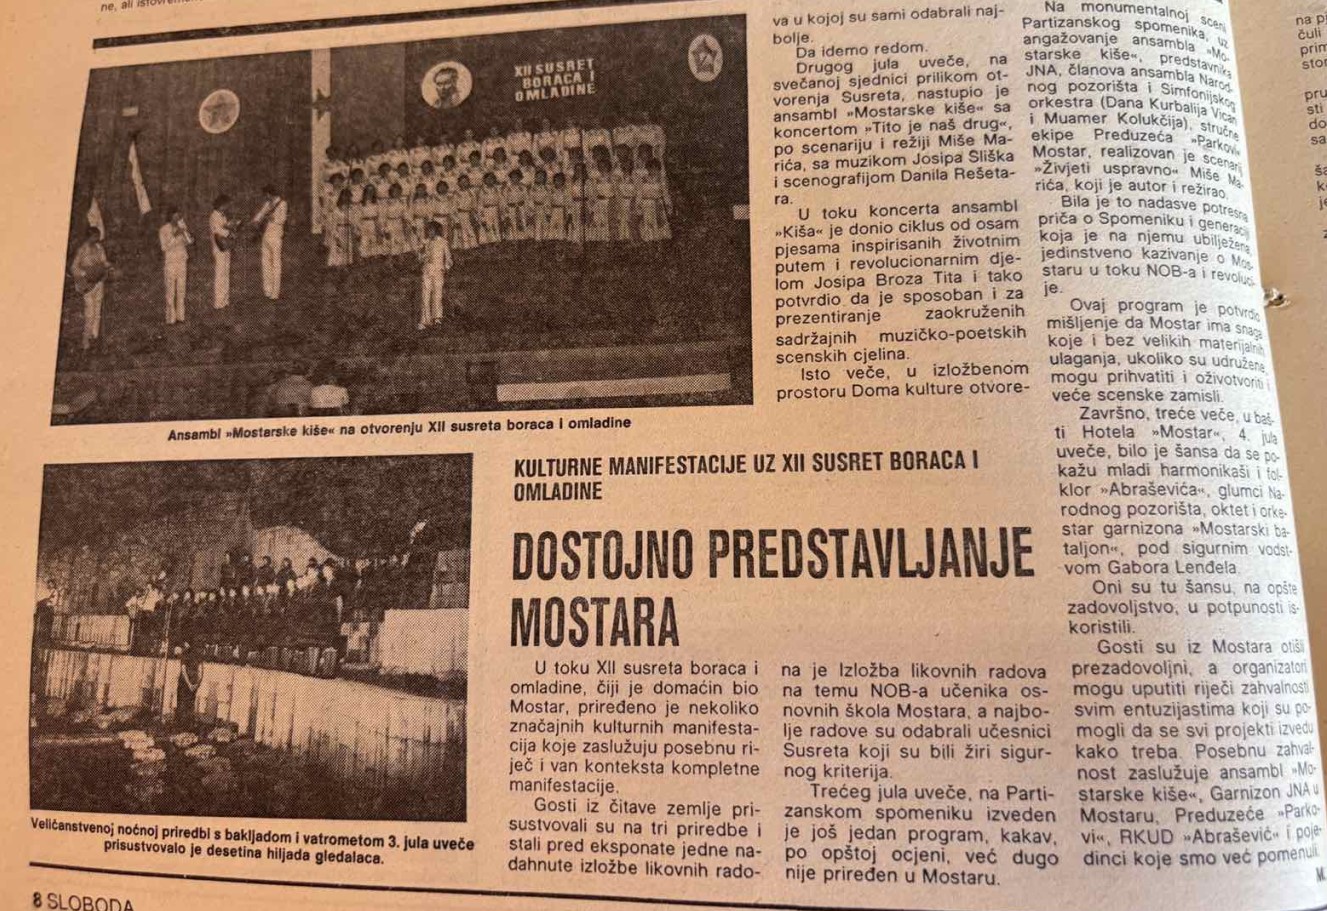 ne, ali istovremen
XII SUSRET
BORACA I
OMLADINE
Ansambl »Mostarske kiše« na otvorenju XII susreta boraca i omladine
Veličanstvenoj noćnoj priredbi s bakljadom i vatrometom 3. jula uveče
prisustvovalo je desetina hiljada gledalaca.
KULTURNE MANIFESTACIJE UZ XII SUSRET BORACA I
OMLADINE
DOSTOJNO PREDSTAVLJANJE
MOSTARA
U toku XII susreta boraca i
omladine, čiji je domaćin bio
Mostar, priređeno je nekoliko
značajnih kulturnih manifesta-
cija koje zaslužuju posebnu ri-
ječ i van konteksta kompletne
manifestacije.
Gosti iz čitave zemlje pri-
sustvovali su na tri priredbe i
stali pred eksponate jedne na-
dahnute izložbe likovnih rado-
va u kojoj su sami odabrali naj-
bolje.
Da idemo redom.
Drugog jula uveče, na
svečanoj sjednici prilikom ot-
vorenja Susreta, nastupio je
ansambl »Mostarske kiše« sa
koncertom »Tito je naš drug«,
po scenariju i režiji Miše Ma-
rića, sa muzikom Josipa Sliška
i scenografijom Danila Rešeta-
ra.
U toku koncerta ansambl
»Kiša« je donio ciklus od osam
pjesama inspirisanih životnim
putem i revolucionarnim dje-
lom Josipa Broza Tita i tako
potvrdio da je sposoban i za
prezentiranje zaokruženih
sadržajnih muzičko-poetskih
scenskih cjelina.
Isto veče, u izložbenom
prostoru Doma kulture otvore-
na je Izložba likovnih radova
na temu NOB-a učenika os-
novnih škola Mostara, a najbo-
lje radove su odabrali učesnici
Susreta koji su bili žiri sigur-
nog kriterija.
Trećeg jula uveče, na Parti-
zanskom spomeniku izveden
je još jedan program, kakav,
po opštoj ocjeni, već dugo
nije priređen u Mostaru.
Na monumentalnoj sceni
Partizanskog spomenika, uz
angažovanje ansambla »Mo-
starske kiše«, predstavnika
JNA, članova ansambla Narod-
nog pozorišta i Simfonijskog
orkestra (Dana Kurbalija Vican
i Muamer Kolukčija), stručne
ekipe Preduzeća »Parkovi«
Mostar, realizovan je scenarij
»Živjeti uspravno« Miše Ma-
rića, koji je autor i režirao.
Bila je to nadasve potresna
priča o Spomeniku i generaciji
koja je na njemu ubilježena,
jedinstveno kazivanje o Mos-
taru u toku NOB-a i revoluci-
je.
Ovaj program je potvrdio
mišljenje da Mostar ima snaga
koje i bez velikih materijalnih
ulaganja, ukoliko su udružene,
mogu prihvatiti i oživotvoriti i
veće scenske zamisli.
Završno, treće veče, u baš-
ti Hotela »Mostar«, 4. jula
uveče, bilo je šansa da se po-
kažu mladi harmonikaši i fol-
klor »Abraševića«, glumci Na-
rodnog pozorišta, oktet i orke-
star garnizona »Mostarski ba-
taljon«, pod sigurnim vodst-
vom Gabora Lenđela.
Oni su tu šansu, na opšte
zadovoljstvo, u potpunosti is-
koristili.
Gosti su iz Mostara otišli
prezadovoljni, a organizatori
mogu uputiti riječi zahvalnosti
svim entuzijastima koji su po-
mogli da se svi projekti izvedu
kako treba. Posebnu zahval-
nost zaslužuje ansambl »Mo-
starske kiše«, Garnizon JNA u
Mostaru, Preduzeće »Parko-
vi«, RKUD »Abrašević« i poje-
dinci koje smo već pomenuli.
M.
8 SLOBODA